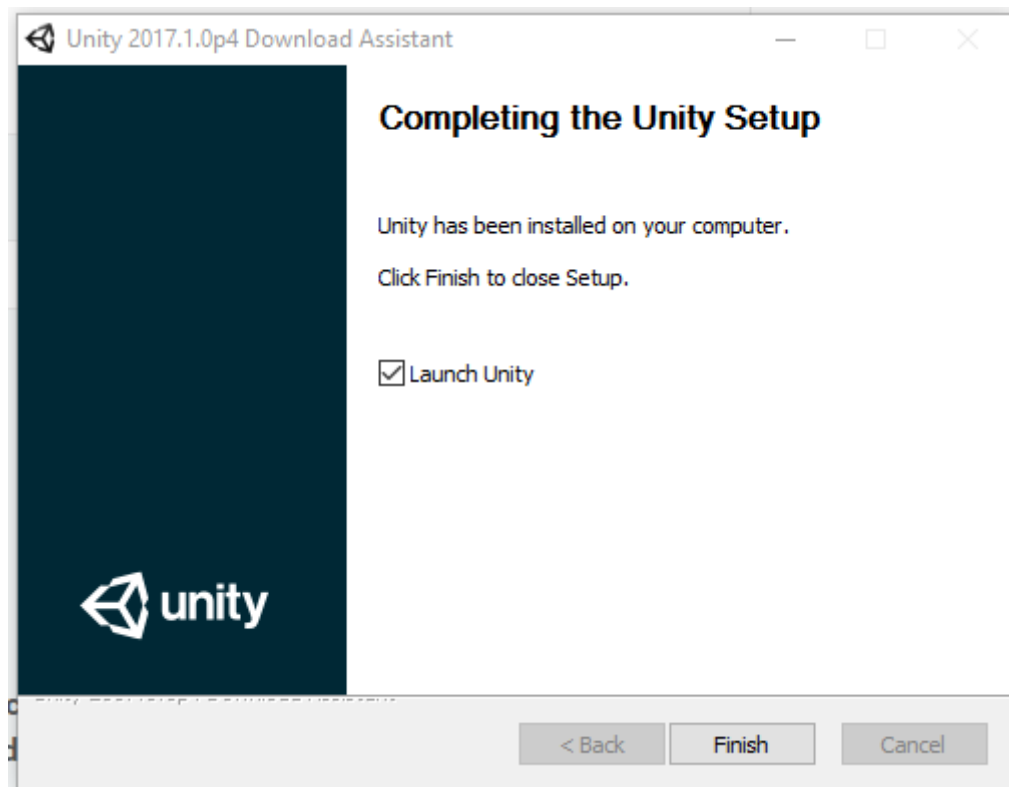 Unity 2017.1.0p4 Download Assistant
Completing the Unity Setup
Unity has been installed on your computer.
Click Finish to close Setup.
Launch Unity
unity
< Back
Finish
Cancel